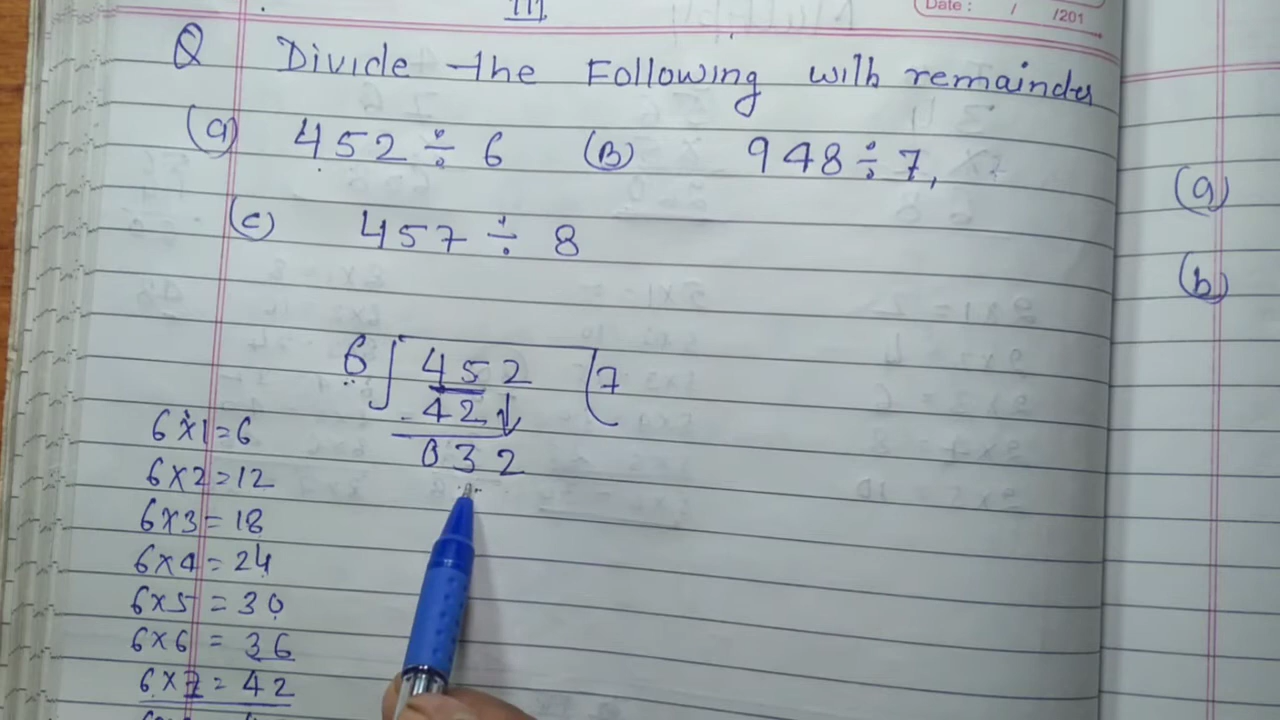 III
Date : / /201
Q Divide the Following with remainder
(a) 452 ÷ 6 (B) 948 ÷ 7,
(c) 457 ÷ 8
(a)
(b)
6 452 7
42
032
6×1=6
6×2=12
6×3=18
6×4=24
6×5=30
6×6=36
6×7=42